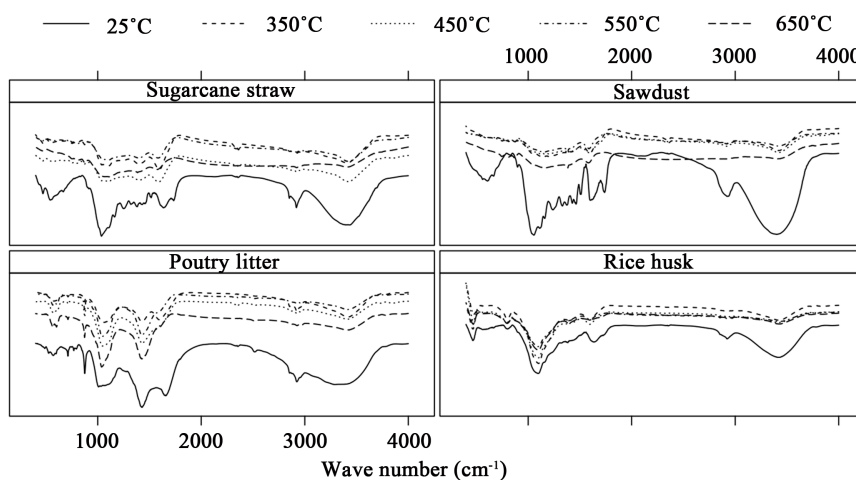 25˚C 350˚C 450˚C 550˚C 650˚C
1000 2000 3000 4000
Sugarcane straw Sawdust
Poutry litter Rice husk
1000 2000 3000 4000
Wave number (cm-1)